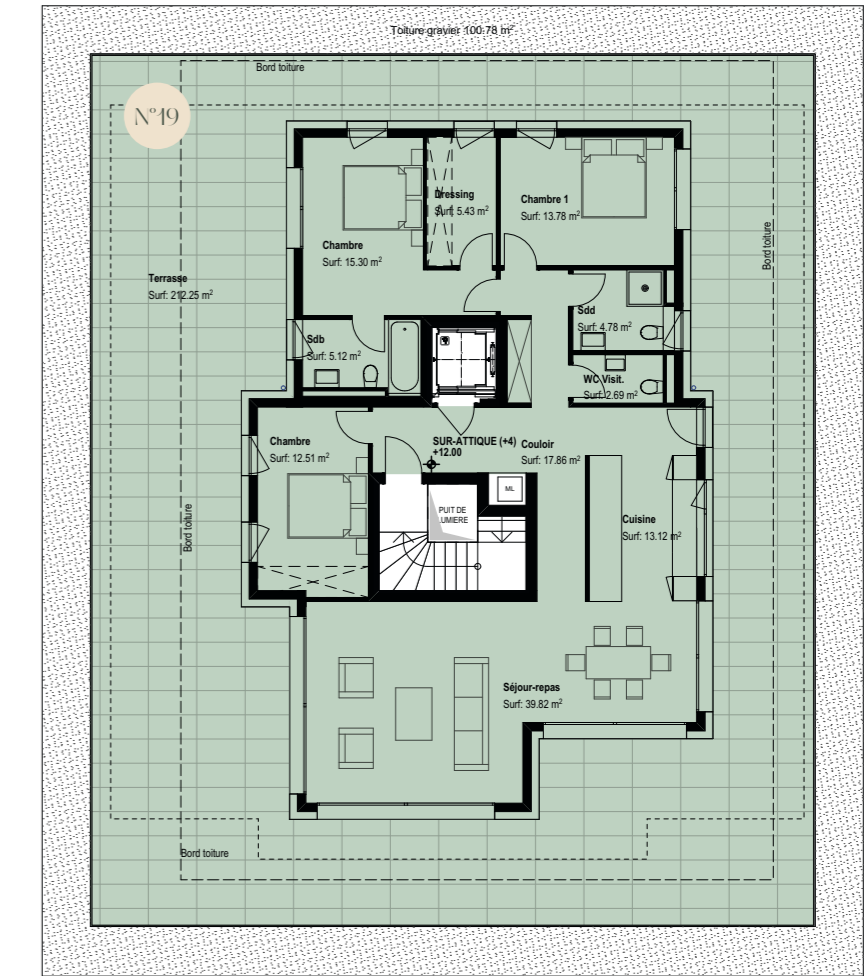 Toiture gravier 100.78 m²
Bord toiture
N°19
Dressing
Surf: 5.43 m²
Chambre 1
Surf: 13.78 m²
Chambre
Surf: 15.30 m²
Bord toiture
Terrasse
Surf: 212.25 m²
Sdd
Surf: 4.78 m²
Sdb
Surf: 5.12 m²
WC Visit.
Surf: 2.69 m²
Chambre
Surf: 12.51 m²
SUR-ATTIQUE (+4)
+12.00
Couloir
Surf: 17.86 m²
ML
PUIT DE
LUMIERE
Cuisine
Surf: 13.12 m²
Bord toiture
Séjour-repas
Surf: 39.82 m²
Bord toiture